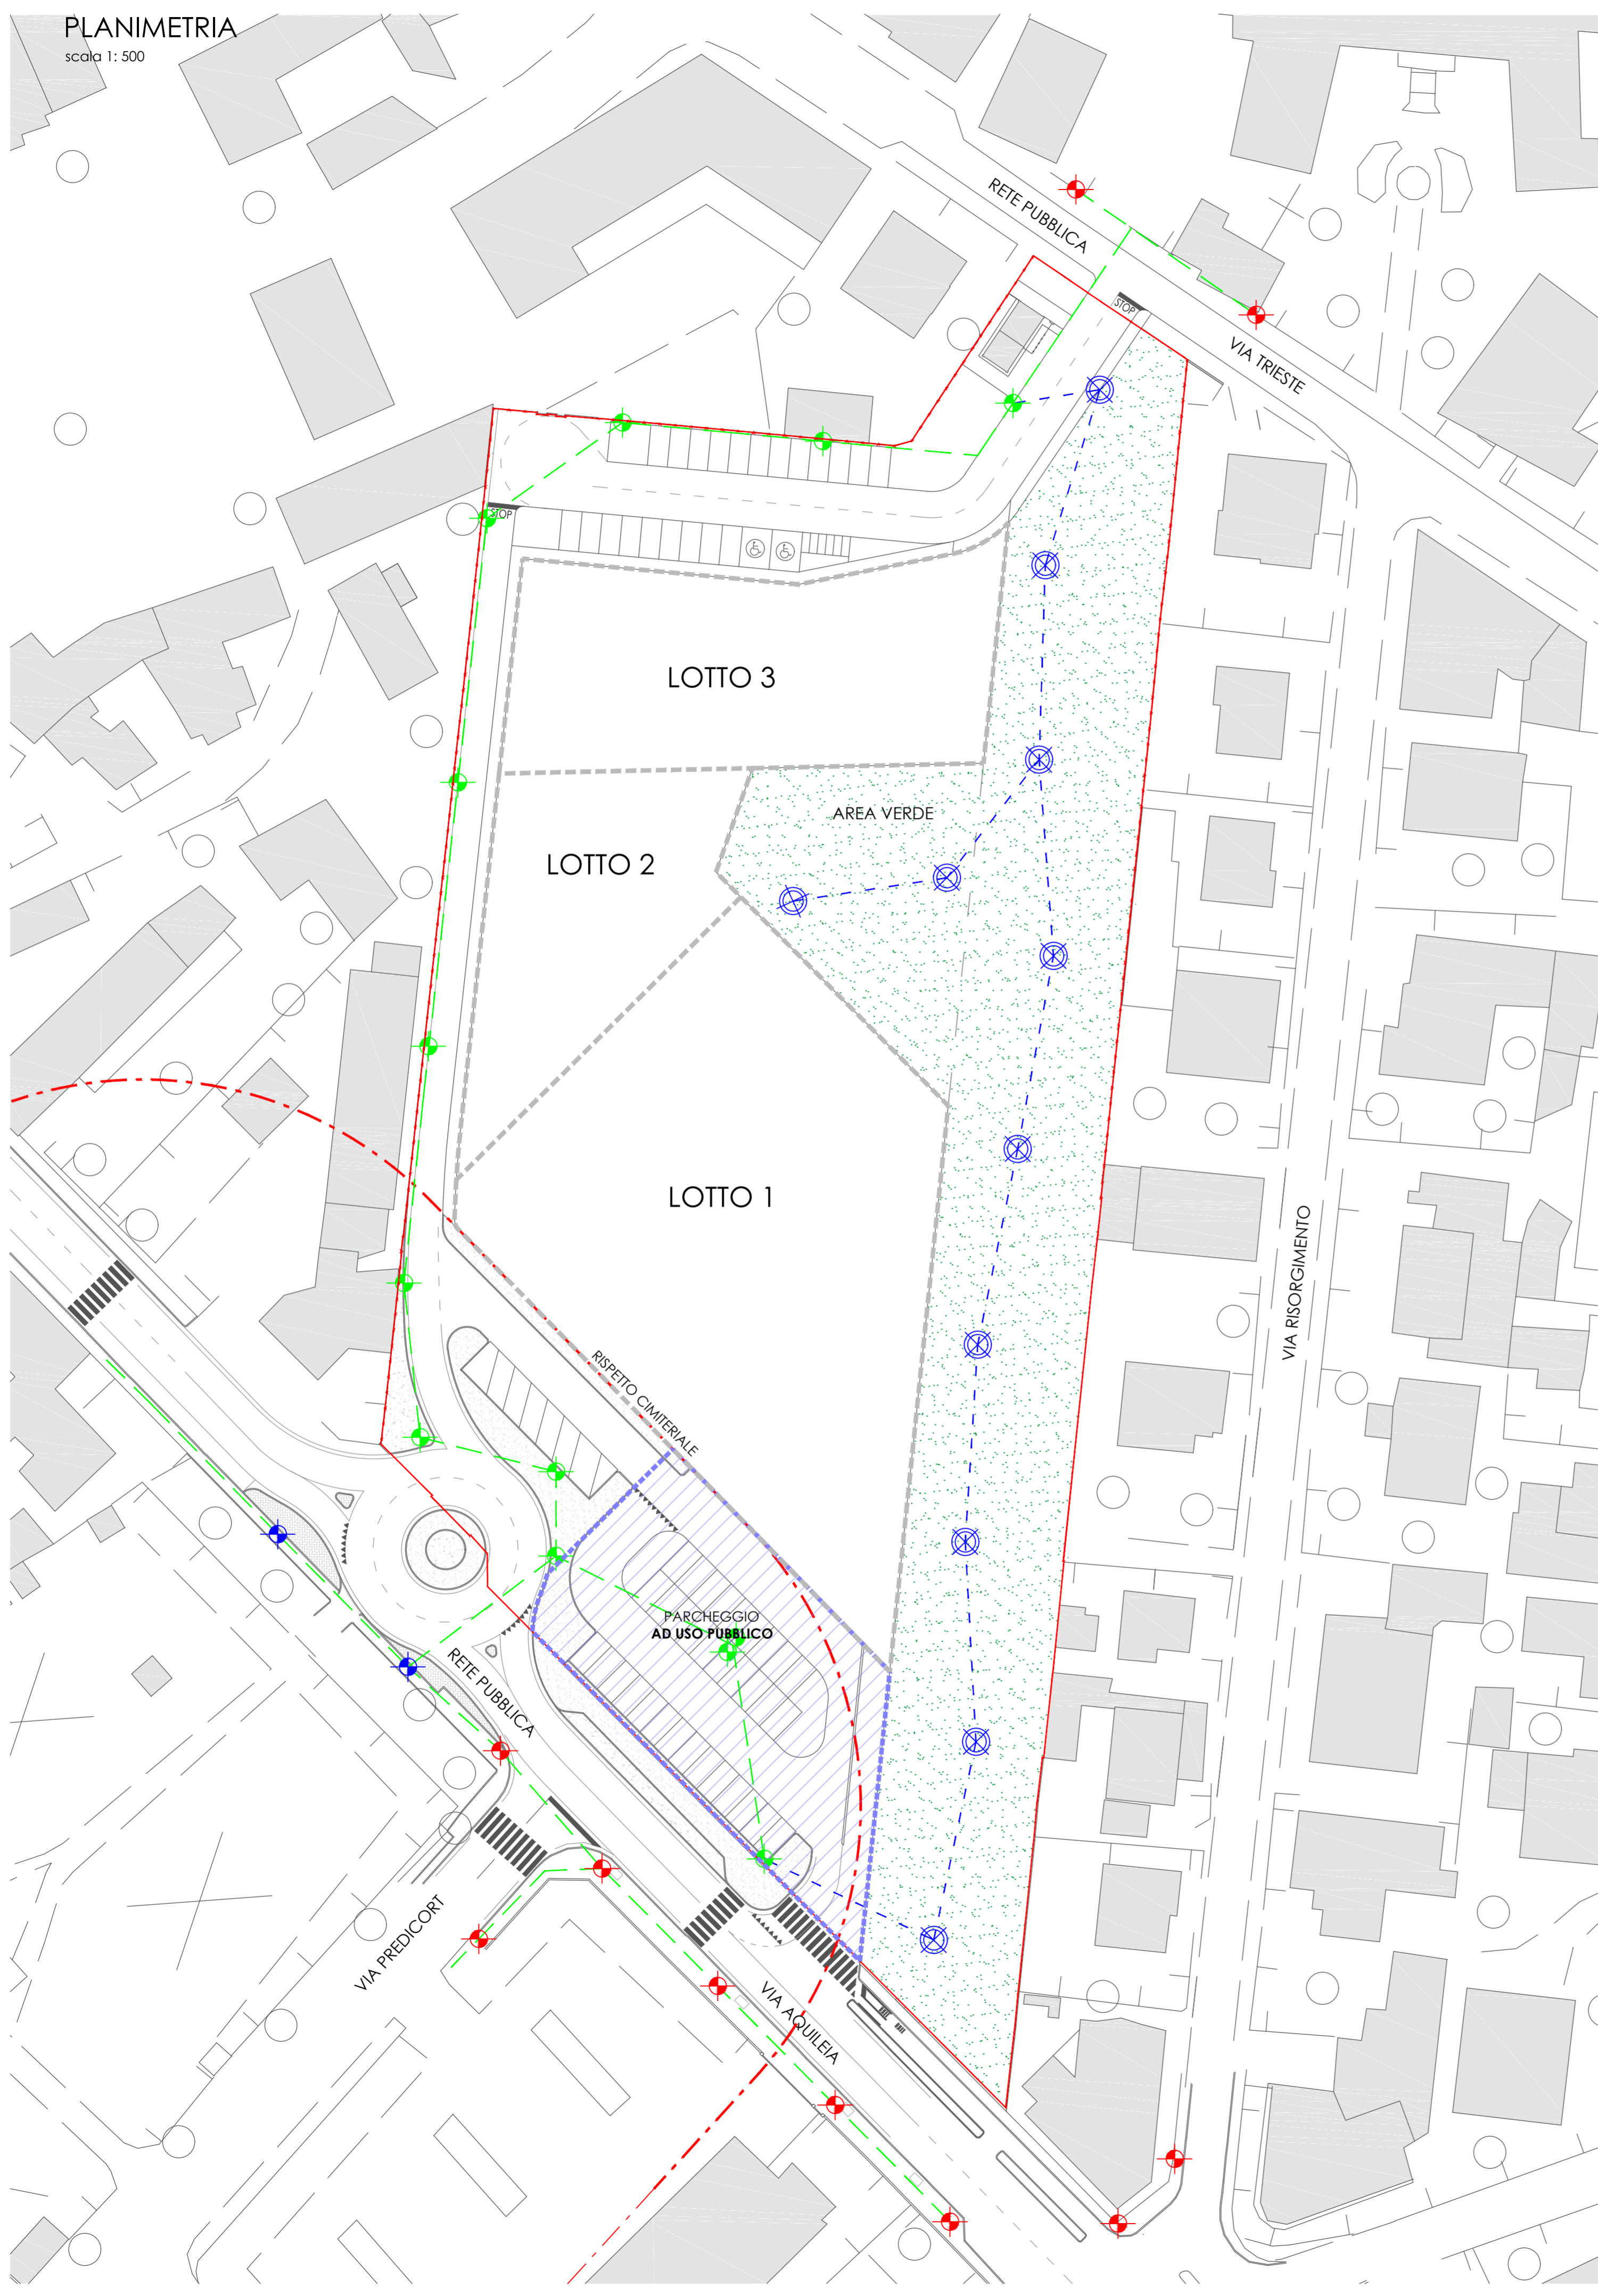 PLANIMETRIA
scala 1: 500
RETE PUBBLICA
STOP
VIA TRIESTE
STOP
LOTTO 3
AREA VERDE
LOTTO 2
LOTTO 1
VIA RISORGIMENTO
RISPETTO CIMITERIALE
PARCHEGGIO
AD USO PUBBLICO
RETE PUBBLICA
VIA PREDICORT
VIA AQUILEIA